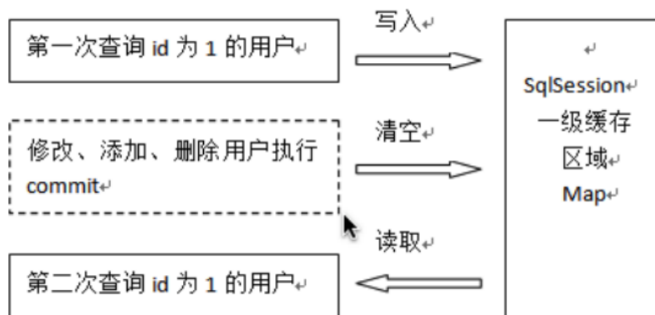 第一次查询 id 为 1 的用户
写入
修改、添加、删除用户执行
commit
清空
第二次查询 id 为 1 的用户
读取
SqlSession
一级缓存
区域
Map